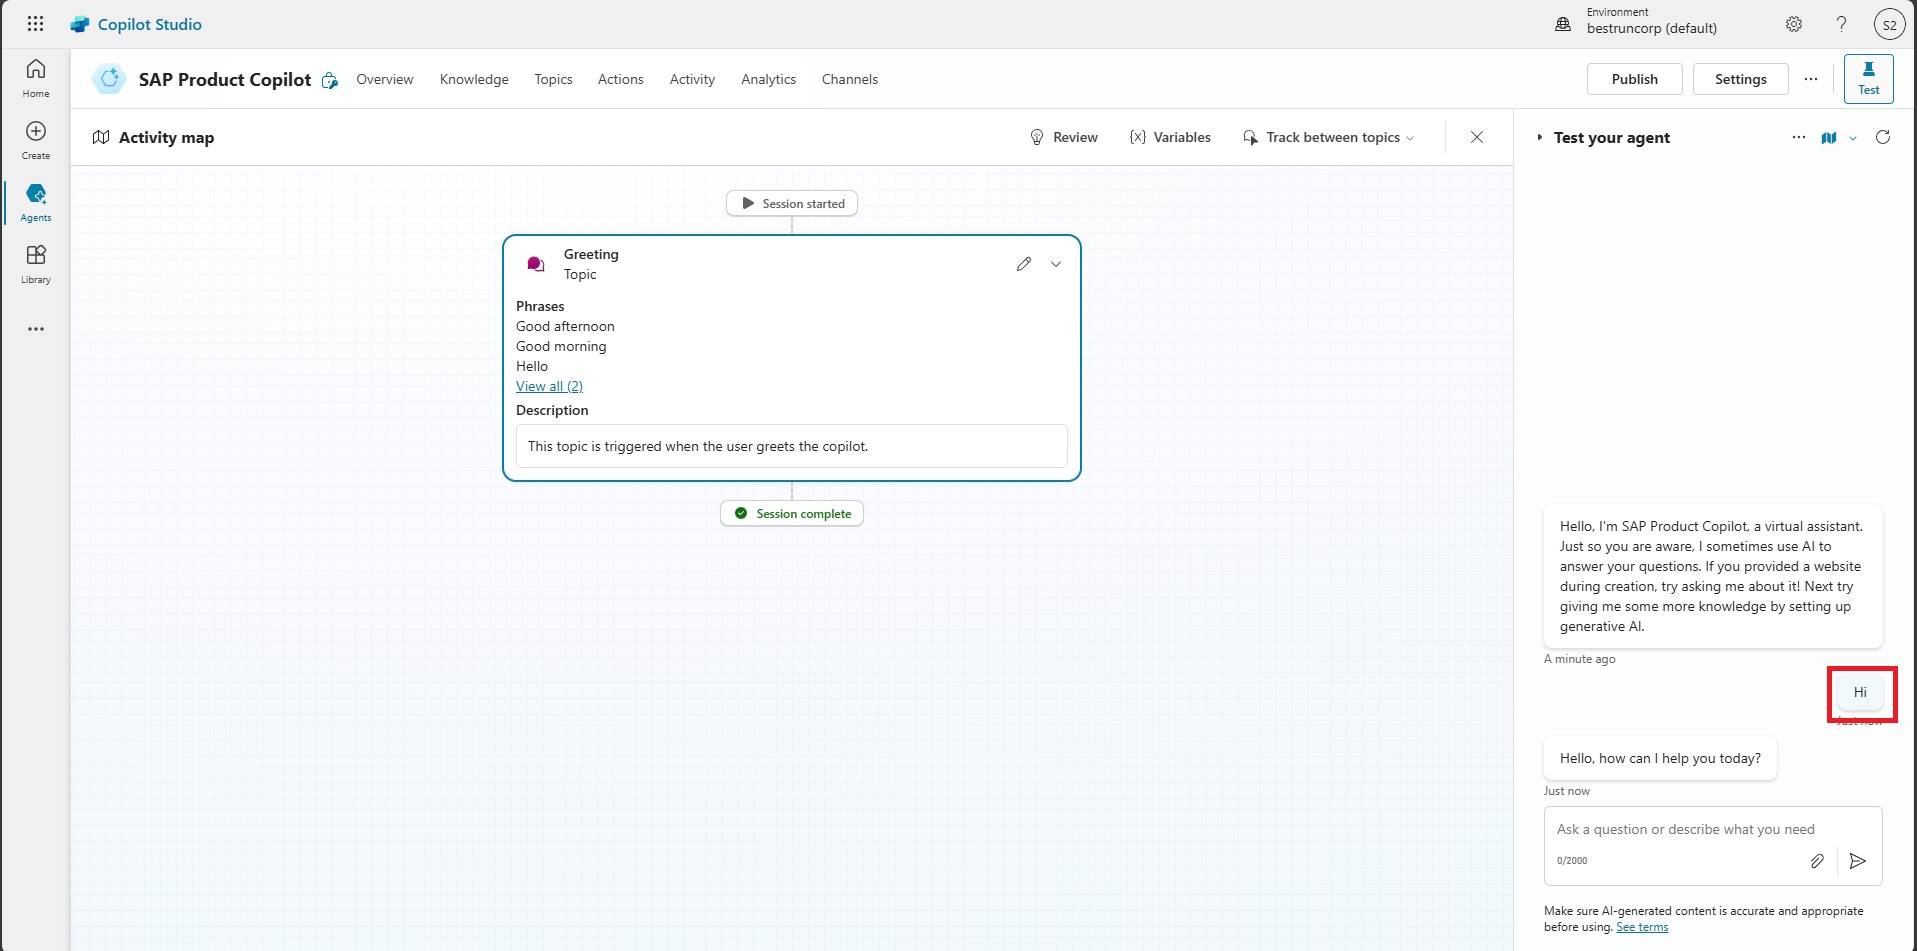 Copilot Studio
Environment
bestruncorp (default)
S2
Home
Create
Agents
Library
SAP Product Copilot
Overview
Knowledge
Topics
Actions
Activity
Analytics
Channels
Publish
Settings
Test
Activity map
Review
{x} Variables
Track between topics
Session started
Greeting
Topic
Phrases
Good afternoon
Good morning
Hello
View all (2)
Description
This topic is triggered when the user greets the copilot.
Session complete
Test your agent
Hello, I'm SAP Product Copilot, a virtual assistant.
Just so you are aware, I sometimes use AI to
answer your questions. If you provided a website
during creation, try asking me about it! Next try
giving me some more knowledge by setting up
generative AI.
A minute ago
Hi
Just now
Hello, how can I help you today?
Just now
Ask a question or describe what you need
0/2000
Make sure AI-generated content is accurate and appropriate
before using. See terms